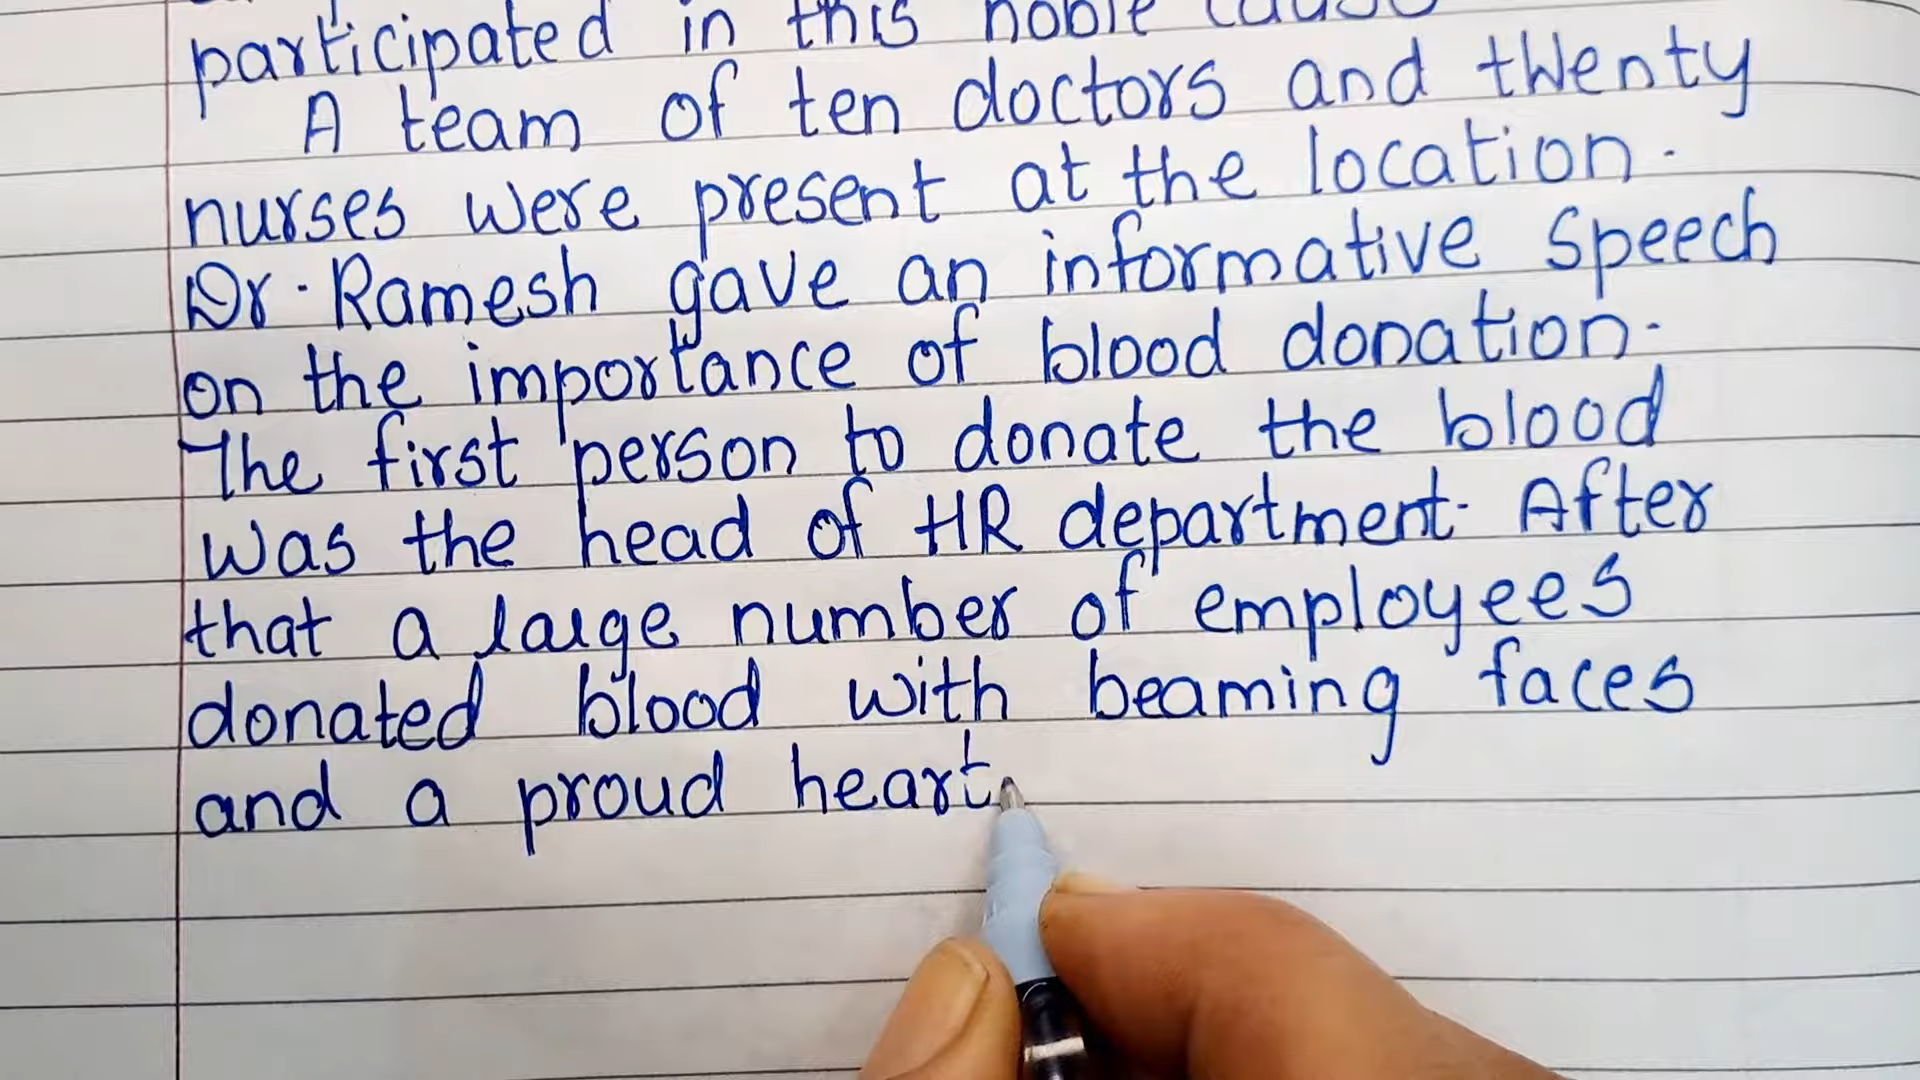 participated in this noble cause
A team of ten doctors and twenty
nurses were present at the location.
Dr. Ramesh gave an informative speech
on the importance of blood donation.
The first person to donate the blood
was the head of HR department. After
that a large number of employees
donated blood with beaming faces
and a proud heart